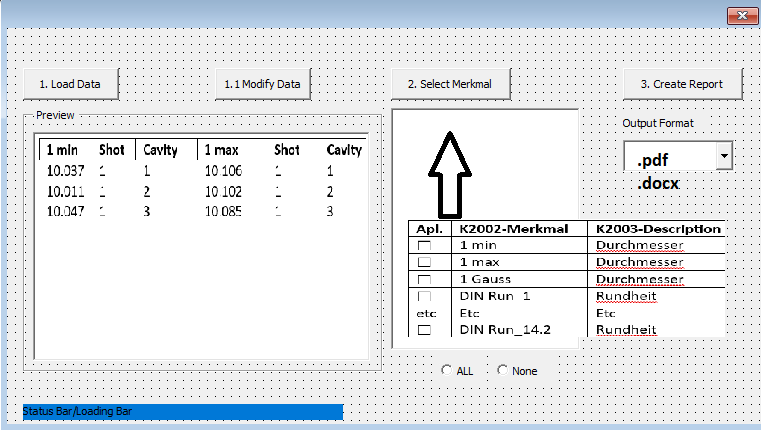 1. Load Data
1.1 Modify Data
2. Select Merkmal
3. Create Report
Preview
1 min Shot Cavity 1 max Shot Cavity
10.037 1 1 10.106 1 1
10.011 1 2 10.102 1 2
10.047 1 3 10.085 1 3
Output Format
.pdf
.docx
Apl. K2002-Merkmal K2003-Description
1 min Durchmesser
1 max Durchmesser
1 Gauss Durchmesser
DIN Run_1 Rundheit
etc Etc Etc
DIN Run_14.2 Rundheit
ALL None
Status Bar/Loading Bar